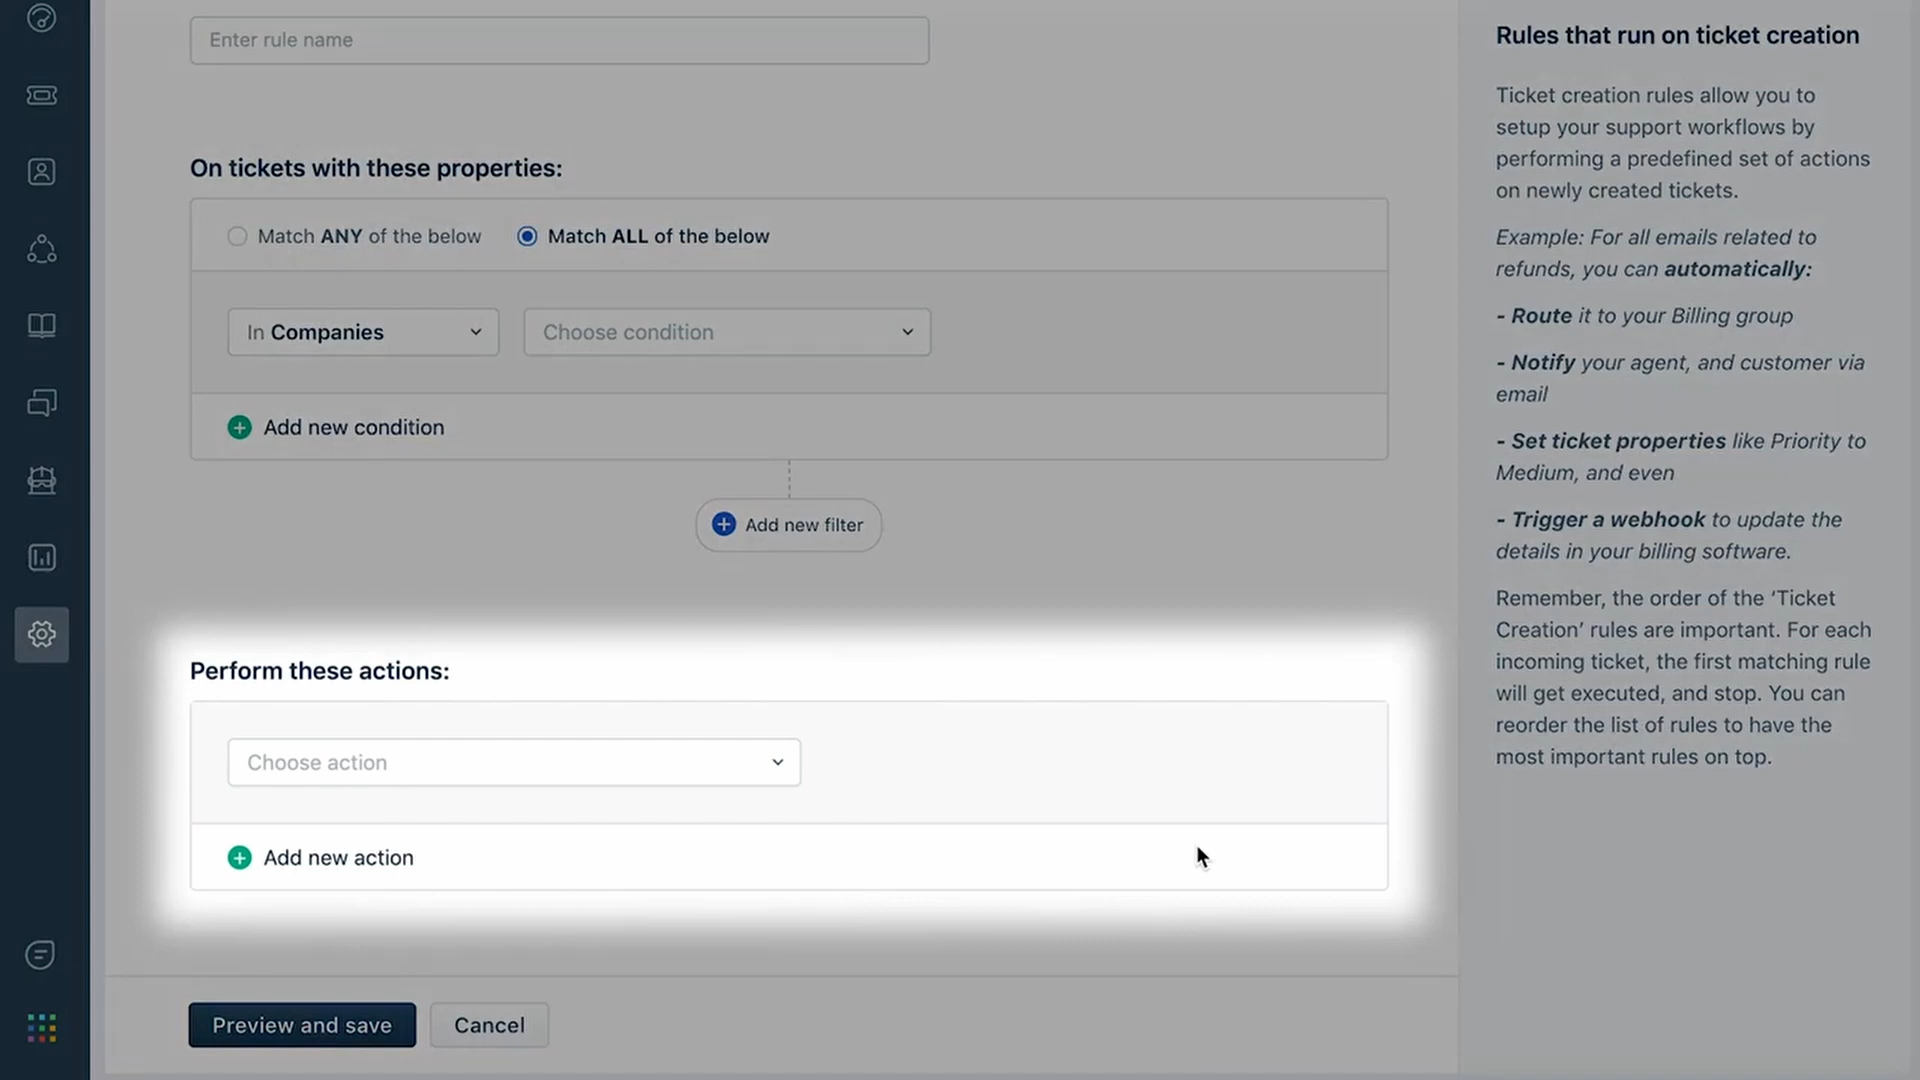 Enter rule name
On tickets with these properties:
Match ANY of the below
Match ALL of the below
In Companies
Choose condition
Add new condition
Add new filter
Perform these actions:
Choose action
Add new action
Preview and save
Cancel
Rules that run on ticket creation
Ticket creation rules allow you to
setup your support workflows by
performing a predefined set of actions
on newly created tickets.
Example: For all emails related to
refunds, you can automatically:
- Route it to your Billing group
- Notify your agent, and customer via
email
- Set ticket properties like Priority to
Medium, and even
- Trigger a webhook to update the
details in your billing software.
Remember, the order of the ‘Ticket
Creation’ rules are important. For each
incoming ticket, the first matching rule
will get executed, and stop. You can
reorder the list of rules to have the
most important rules on top.